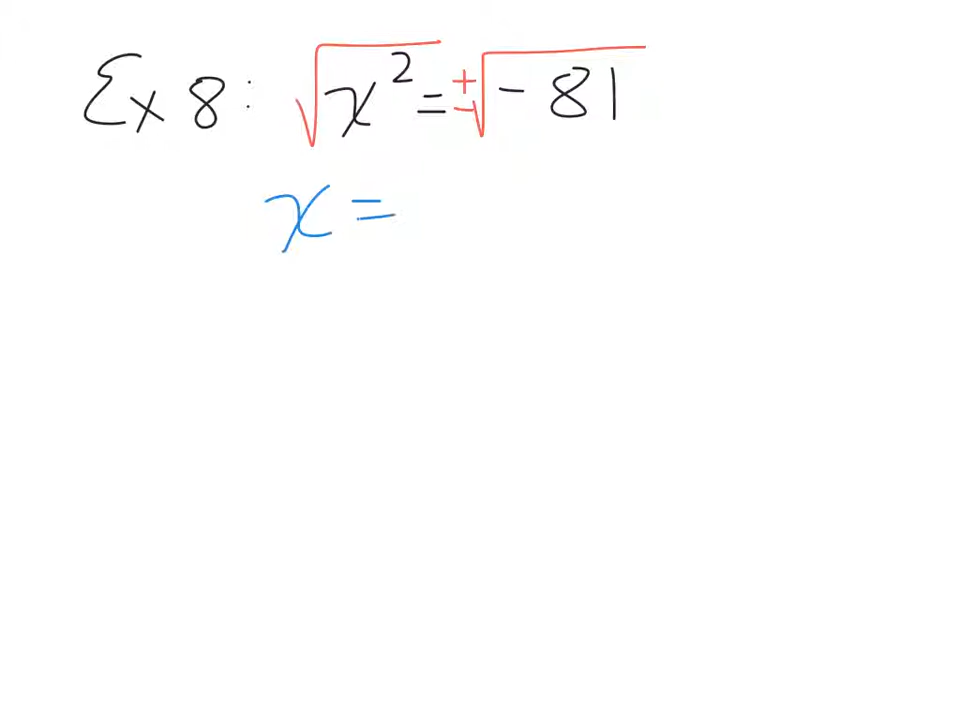 Ex 8: √x² = ±√-81
x =